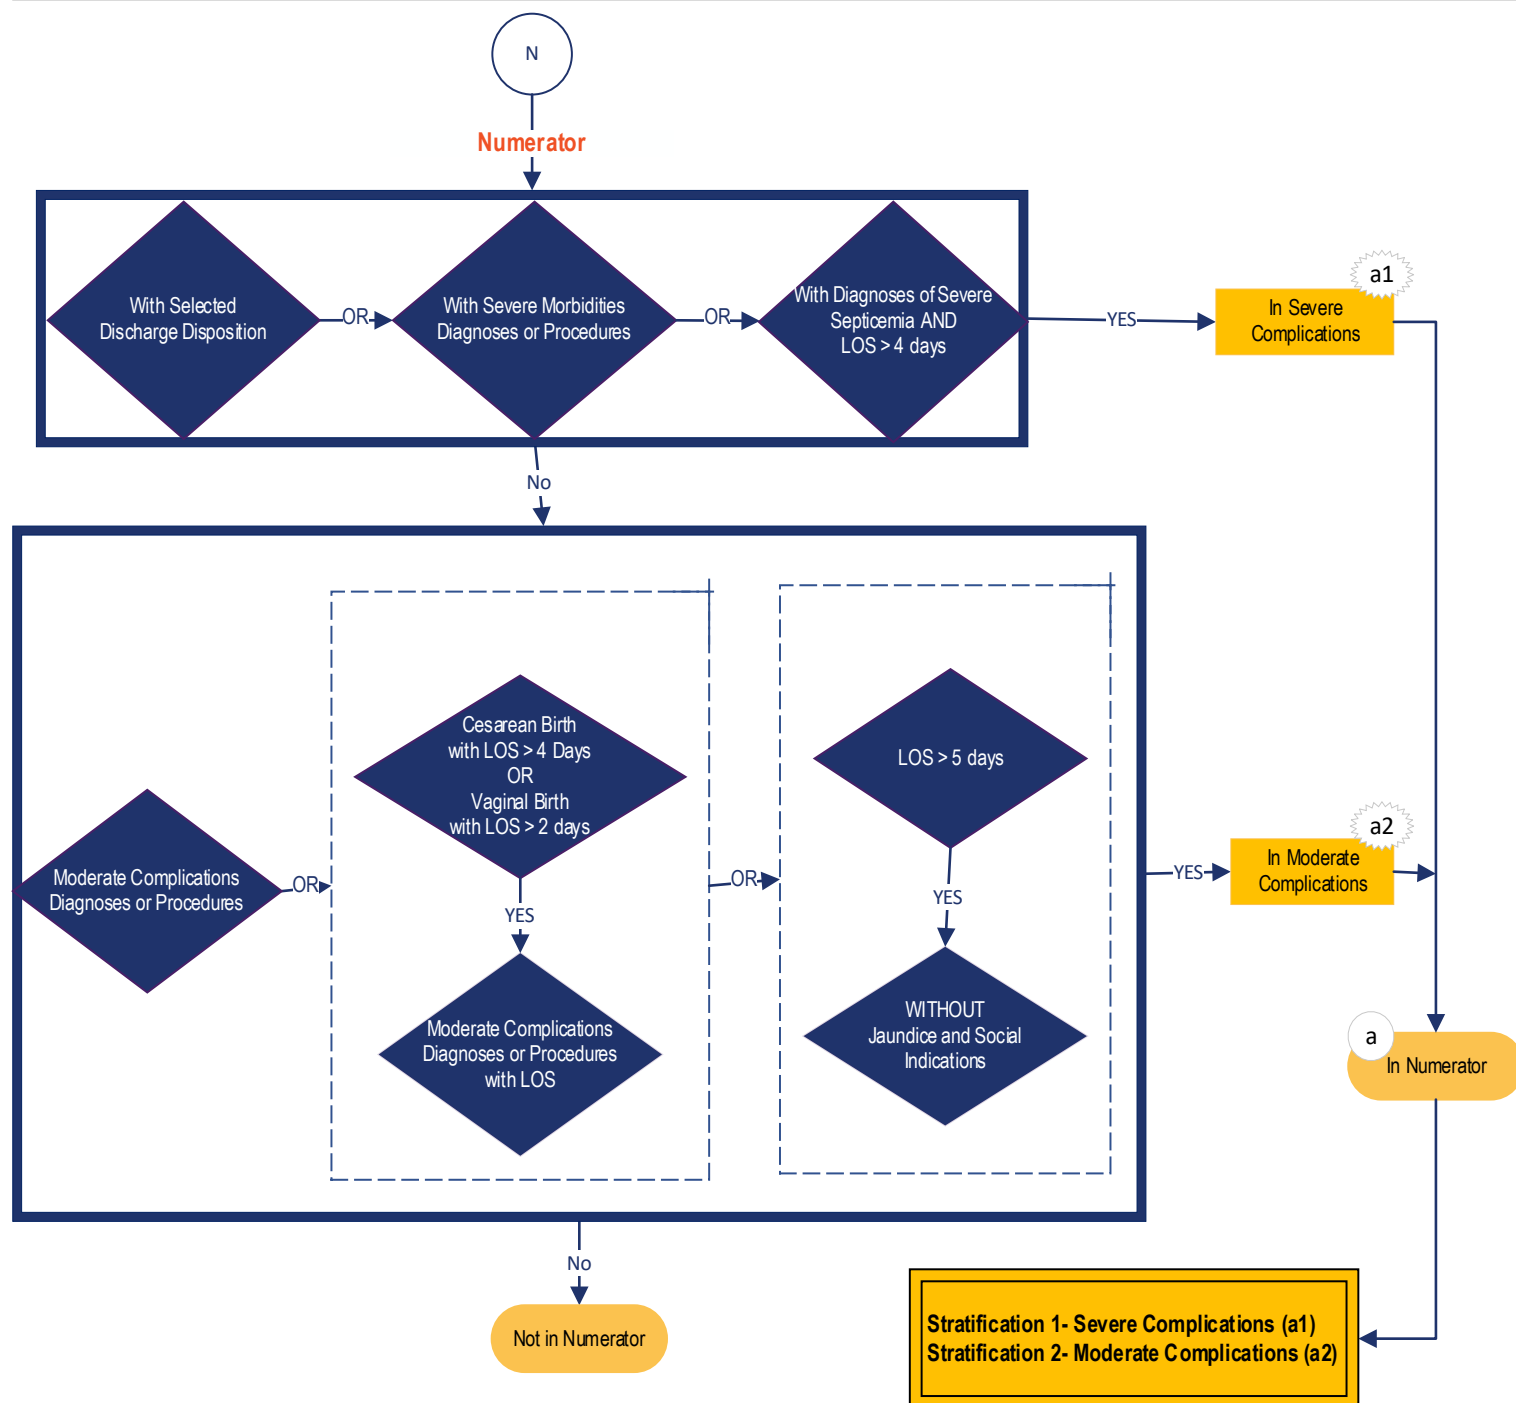 N
Numerator
With Selected
Discharge Disposition
OR
With Severe Morbidities
Diagnoses or Procedures
OR
With Diagnoses of Severe
Septicemia AND
LOS > 4 days
YES
a1
In Severe
Complications
No
Moderate Complications
Diagnoses or Procedures
OR
Cesarean Birth
with LOS > 4 Days
OR
Vaginal Birth
with LOS > 2 days
YES
Moderate Complications
Diagnoses or Procedures
with LOS
OR
LOS > 5 days
YES
WITHOUT
Jaundice and Social
Indications
YES
a2
In Moderate
Complications
a
In Numerator
No
Not in Numerator
Stratification 1- Severe Complications (a1)
Stratification 2- Moderate Complications (a2)